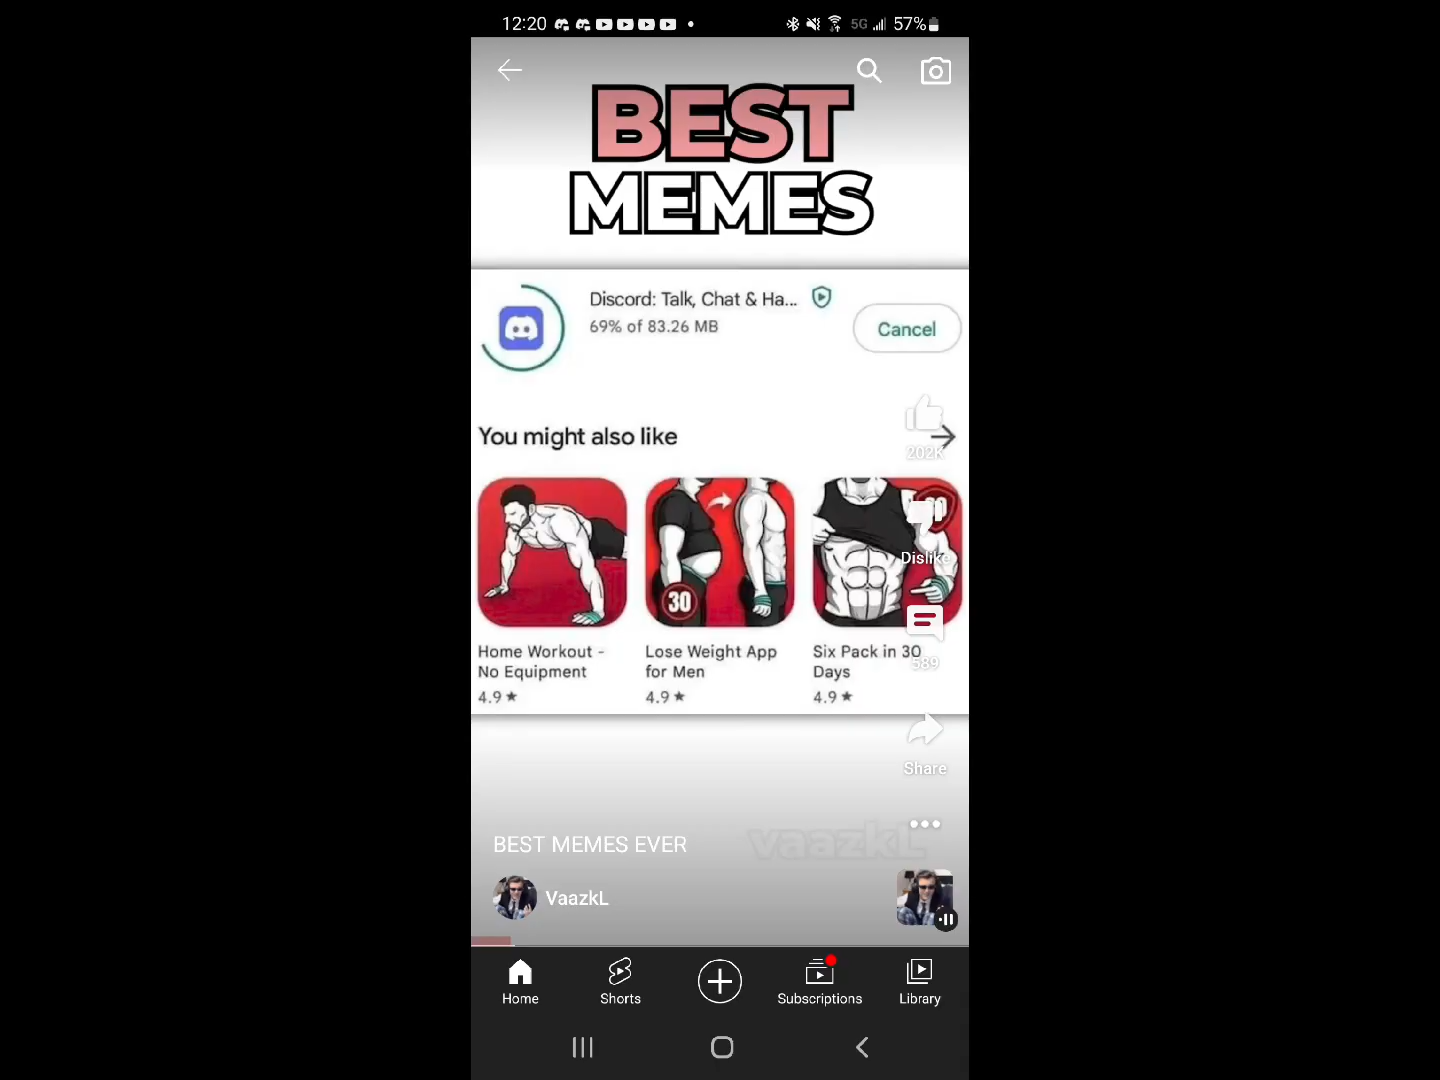 12:20
5G
57%
BEST
MEMES
Discord: Talk, Chat & Ha...
69% of 83.26 MB
Cancel
You might also like
202K
30
30
Dislike
Home Workout -
No Equipment
4.9 ★
Lose Weight App
for Men
4.9 ★
Six Pack in 30
Days
4.9 ★
589
Share
vaazkL
BEST MEMES EVER
VaazkL
Home
Shorts
Subscriptions
Library